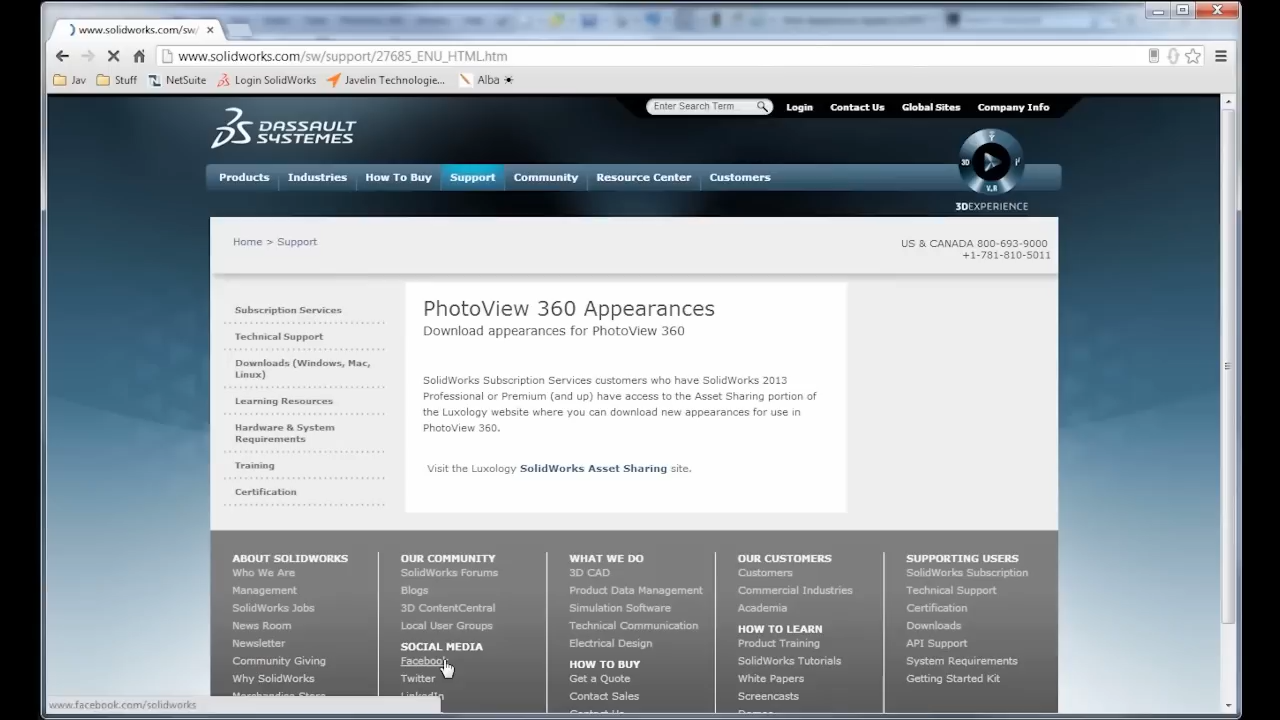 www.solidworks.com/sw/
www.solidworks.com/sw/support/27685_ENU_HTML.htm
Jav Stuff NetSuite Login SolidWorks Javelin Technologie... Alba ☀
Enter Search Term Login Contact Us Global Sites Company Info
DASSAULT
SYSTEMES
Products Industries How To Buy Support Community Resource Center Customers
3D
V.R
3DEXPERIENCE
Home > Support
US & CANADA 800-693-9000
+1-781-810-5011
Subscription Services
Technical Support
Downloads (Windows, Mac,
Linux)
Learning Resources
Hardware & System
Requirements
Training
Certification
PhotoView 360 Appearances
Download appearances for PhotoView 360
SolidWorks Subscription Services customers who have SolidWorks 2013
Professional or Premium (and up) have access to the Asset Sharing portion of
the Luxology website where you can download new appearances for use in
PhotoView 360.
Visit the Luxology SolidWorks Asset Sharing site.
ABOUT SOLIDWORKS
Who We Are
Management
SolidWorks Jobs
News Room
Newsletter
Community Giving
Why SolidWorks
Merchandise Store
OUR COMMUNITY
SolidWorks Forums
Blogs
3D ContentCentral
Local User Groups
SOCIAL MEDIA
Facebook
Twitter
LinkedIn
WHAT WE DO
3D CAD
Product Data Management
Simulation Software
Technical Communication
Electrical Design
HOW TO BUY
Get a Quote
Contact Sales
Contact Us
OUR CUSTOMERS
Customers
Commercial Industries
Academia
HOW TO LEARN
Product Training
SolidWorks Tutorials
White Papers
Screencasts
Demos
SUPPORTING USERS
SolidWorks Subscription
Technical Support
Certification
Downloads
API Support
System Requirements
Getting Started Kit
www.facebook.com/solidworks